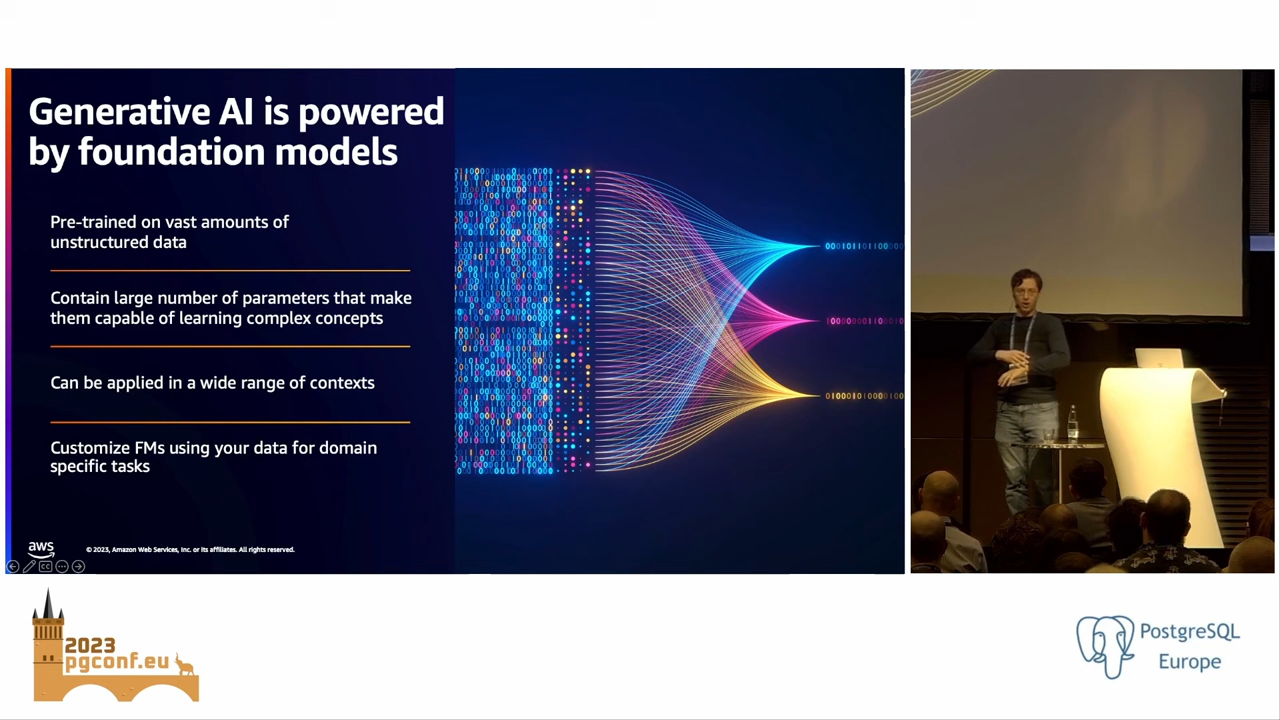 Generative AI is powered
by foundation models
Pre-trained on vast amounts of
unstructured data
Contain large number of parameters that make
them capable of learning complex concepts
Can be applied in a wide range of contexts
Customize FMs using your data for domain
specific tasks
aws
© 2023, Amazon Web Services, Inc. or its affiliates. All rights reserved.
CC
2023
pgconf.eu
PostgreSQL
Europe